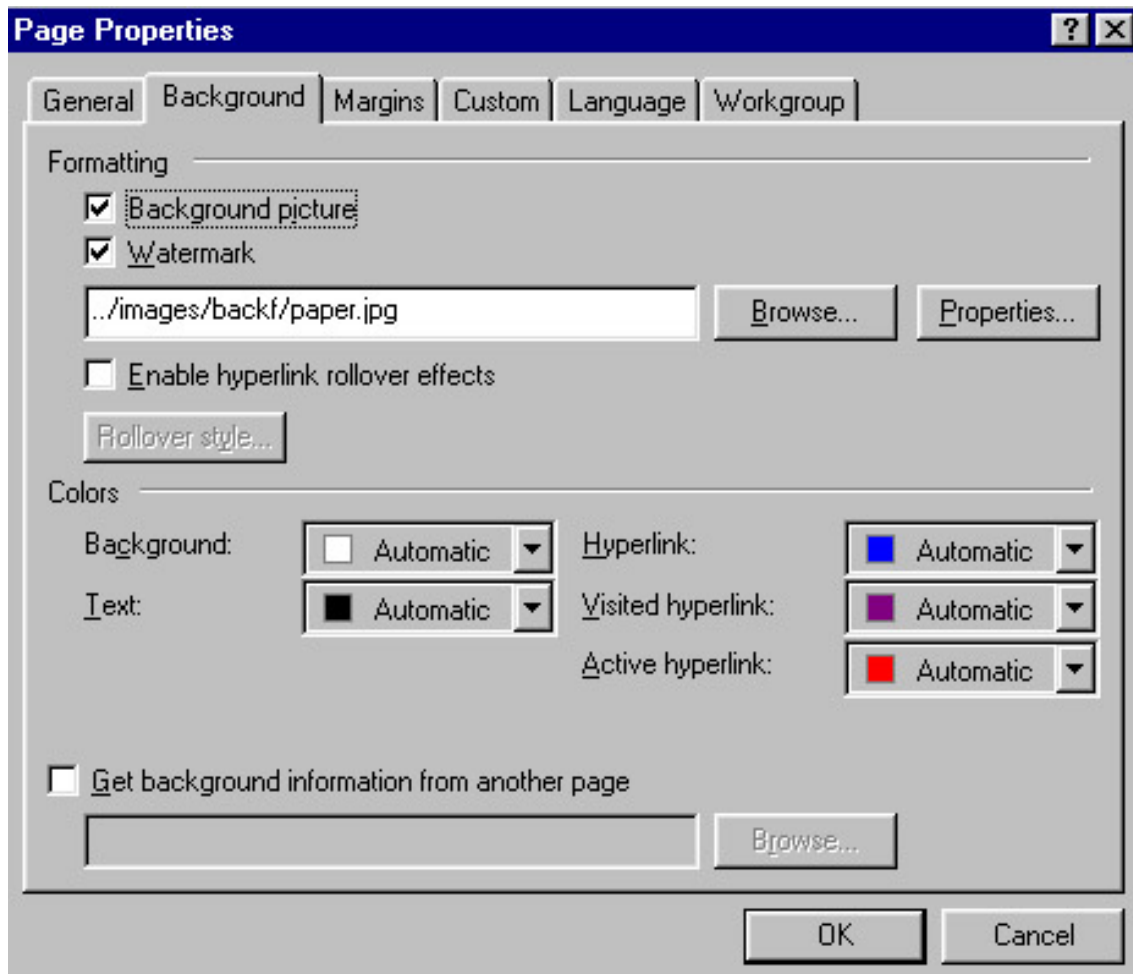 Page Properties ? X
General Background Margins Custom Language Workgroup
Formatting
Background picture
Watermark
../images/backf/paper.jpg Browse... Properties...
Enable hyperlink rollover effects
Rollover style...
Colors
Background: Automatic Hyperlink: Automatic
Text: Automatic Visited hyperlink: Automatic
Active hyperlink: Automatic
Get background information from another page
Browse...
OK Cancel